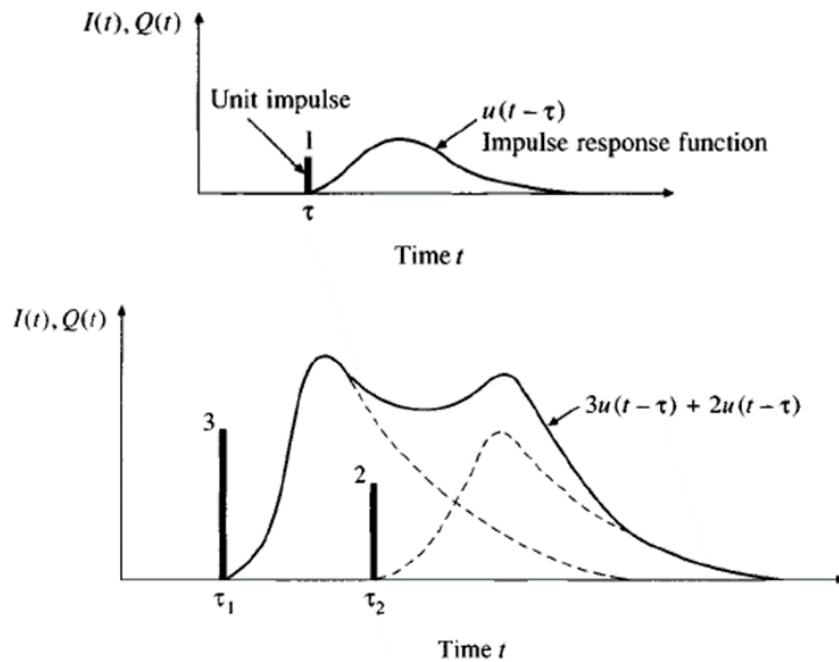 I(t), Q(t)
Unit impulse
1
u(t − τ)
Impulse response function
τ
Time t
I(t), Q(t)
3
2
3u(t − τ) + 2u(t − τ)
τ₁
τ₂
Time t